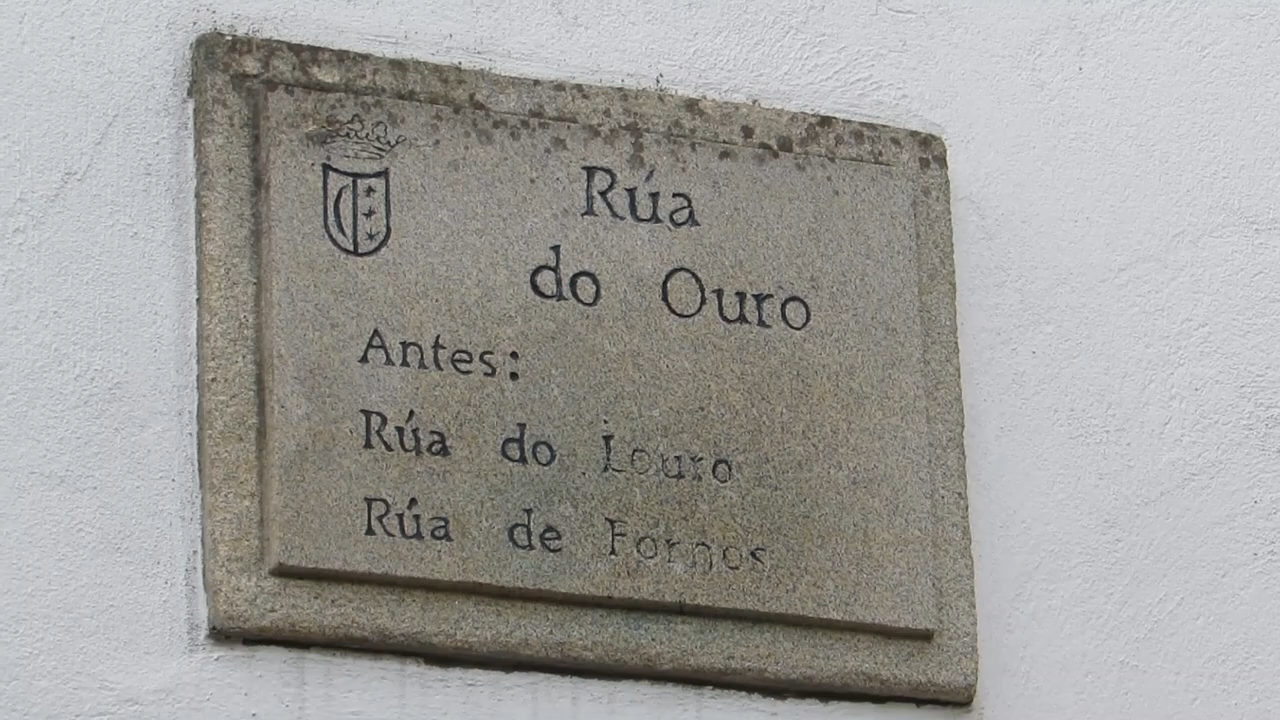 Rúa
do Ouro
Antes:
Rúa do Louro
Rúa de Fornos